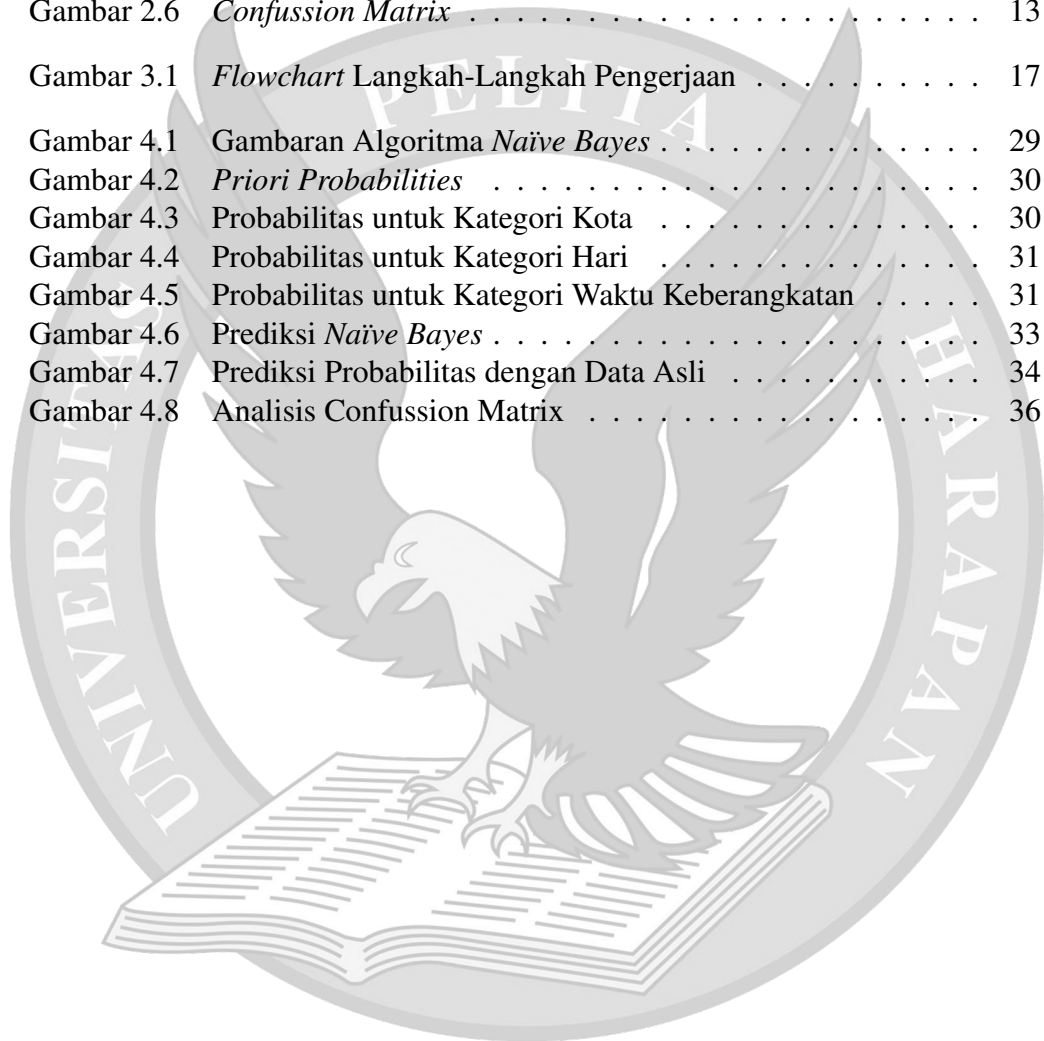 Gambar 2.6 Confussion Matrix . . . . . . . . . . . . . . . . . . . . . . 13
Gambar 3.1 Flowchart Langkah-Langkah Pengerjaan . . . . . . . . . . 17
Gambar 4.1 Gambaran Algoritma Naïve Bayes . . . . . . . . . . . . . . 29
Gambar 4.2 Priori Probabilities . . . . . . . . . . . . . . . . . . . . . 30
Gambar 4.3 Probabilitas untuk Kategori Kota . . . . . . . . . . . . . . 30
Gambar 4.4 Probabilitas untuk Kategori Hari . . . . . . . . . . . . . . 31
Gambar 4.5 Probabilitas untuk Kategori Waktu Keberangkatan . . . . . 31
Gambar 4.6 Prediksi Naïve Bayes . . . . . . . . . . . . . . . . . . . . . 33
Gambar 4.7 Prediksi Probabilitas dengan Data Asli . . . . . . . . . . . 34
Gambar 4.8 Analisis Confussion Matrix . . . . . . . . . . . . . . . . . 36
UNIVERSITAS PELITA HARAPAN